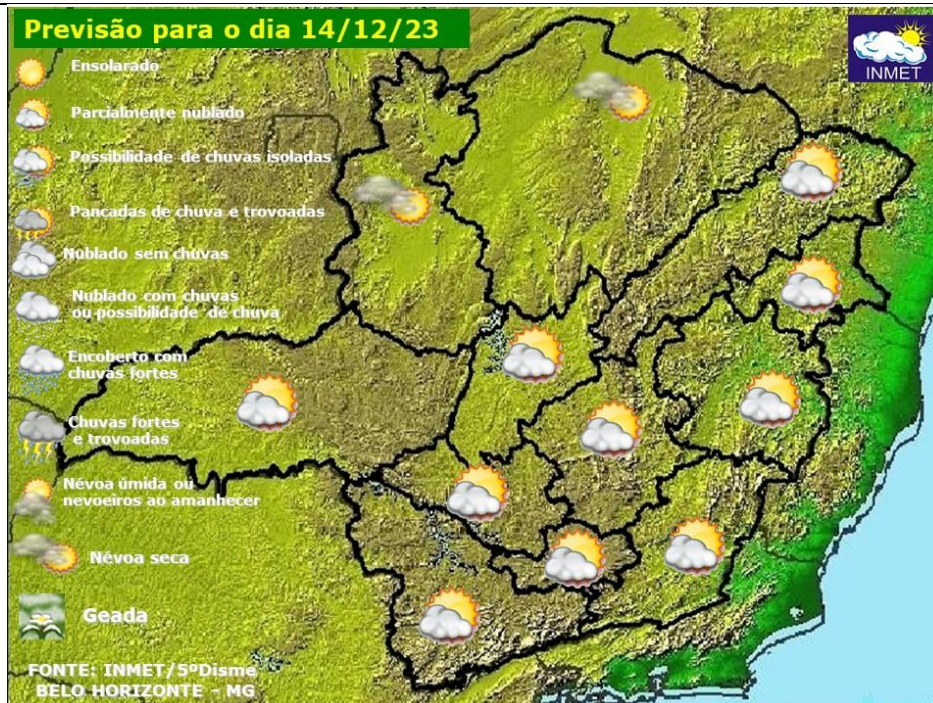 Previsão para o dia 14/12/23
INMET
Ensolarado
Parcialmente nublado
Possibilidade de chuvas isoladas
Pancadas de chuva e trovoadas
Nublado sem chuvas
Nublado com chuvas
ou possibilidade de chuva
Encoberto com
chuvas fortes
Chuvas fortes
e trovoadas
Névoa úmida ou
nevoeiros ao amanhecer
Névoa seca
Geada
FONTE: INMET/5ºDisme
BELO HORIZONTE - MG